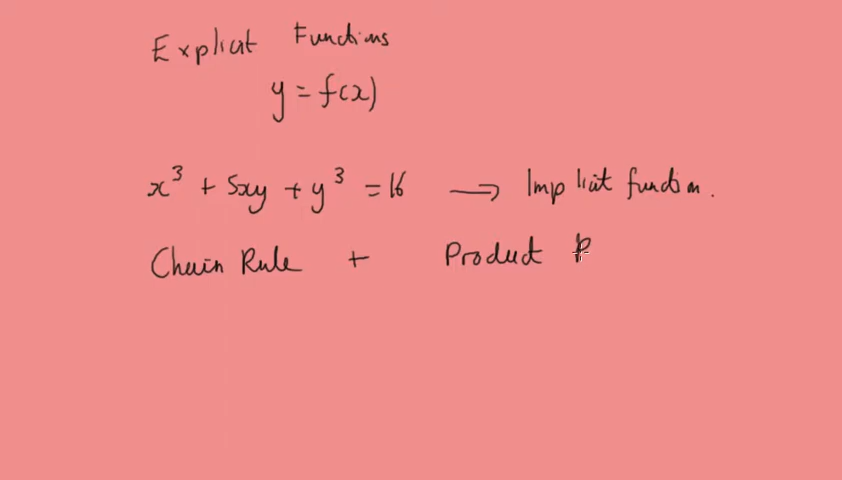 Explicit Functions
y = f(x)
x³ + 5xy + y³ = 16 → Implicit function.
Chain Rule + Product R